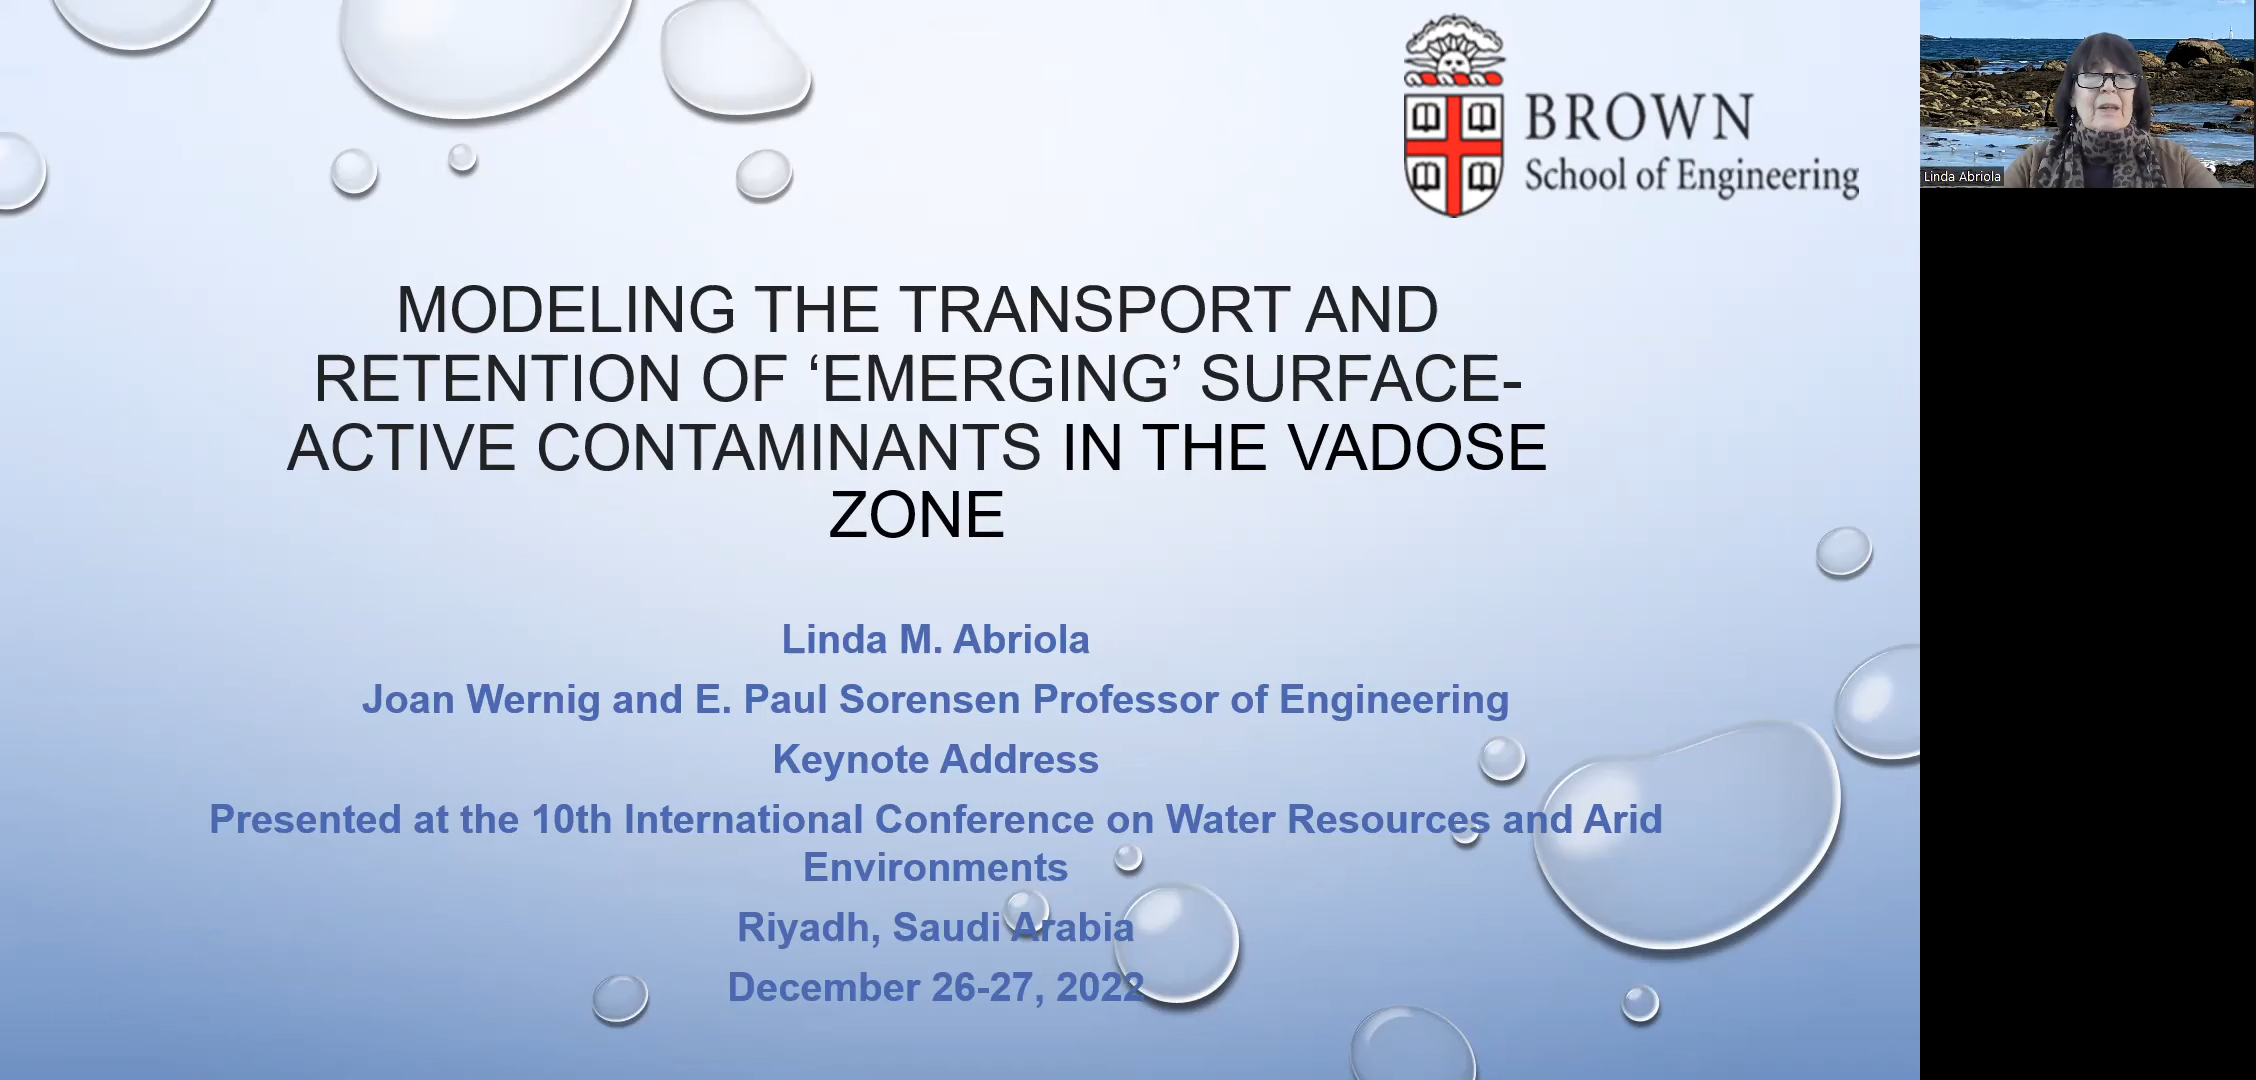 BROWN
School of Engineering
Linda Abriola
MODELING THE TRANSPORT AND
RETENTION OF ‘EMERGING’ SURFACE-
ACTIVE CONTAMINANTS IN THE VADOSE
ZONE
Linda M. Abriola
Joan Wernig and E. Paul Sorensen Professor of Engineering
Keynote Address
Presented at the 10th International Conference on Water Resources and Arid
Environments
Riyadh, Saudi Arabia
December 26-27, 2022